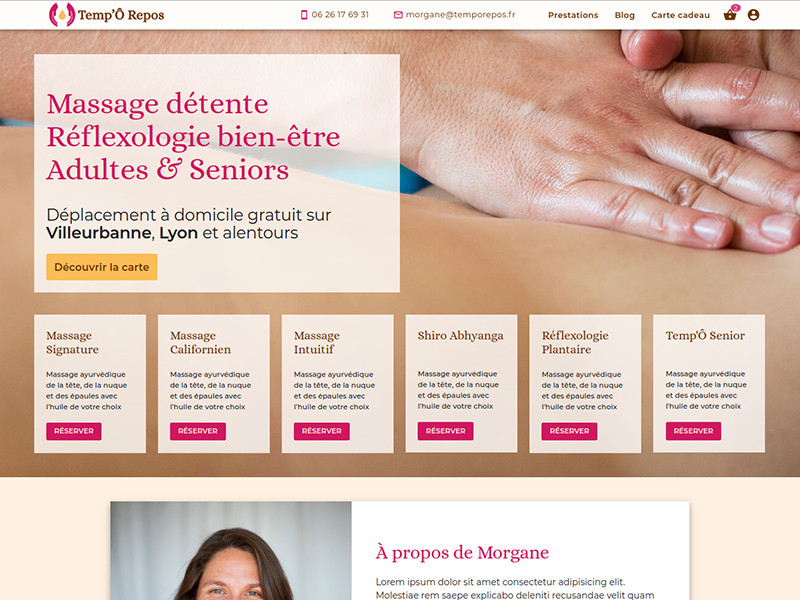 Temp'Ô Repos
06 26 17 69 31
morgane@temporepos.fr
Prestations
Blog
Carte cadeau
2
Massage détente
Réflexologie bien-être
Adultes & Seniors
Déplacement à domicile gratuit sur
Villeurbanne, Lyon et alentours
Découvrir la carte
Massage
Signature
Massage ayurvédique
de la tête, de la nuque
et des épaules avec
l'huile de votre choix
RÉSERVER
Massage
Californien
Massage ayurvédique
de la tête, de la nuque
et des épaules avec
l'huile de votre choix
RÉSERVER
Massage
Intuitif
Massage ayurvédique
de la tête, de la nuque
et des épaules avec
l'huile de votre choix
RÉSERVER
Shiro Abhyanga
Massage ayurvédique
de la tête, de la nuque
et des épaules avec
l'huile de votre choix
RÉSERVER
Réflexologie
Plantaire
Massage ayurvédique
de la tête, de la nuque
et des épaules avec
l'huile de votre choix
RÉSERVER
Temp'Ô Senior
Massage ayurvédique
de la tête, de la nuque
et des épaules avec
l'huile de votre choix
RÉSERVER
À propos de Morgane
Lorem ipsum dolor sit amet consectetur adipisicing elit.
Molestiae rem saepe explicabo deleniti recusandae velit quam